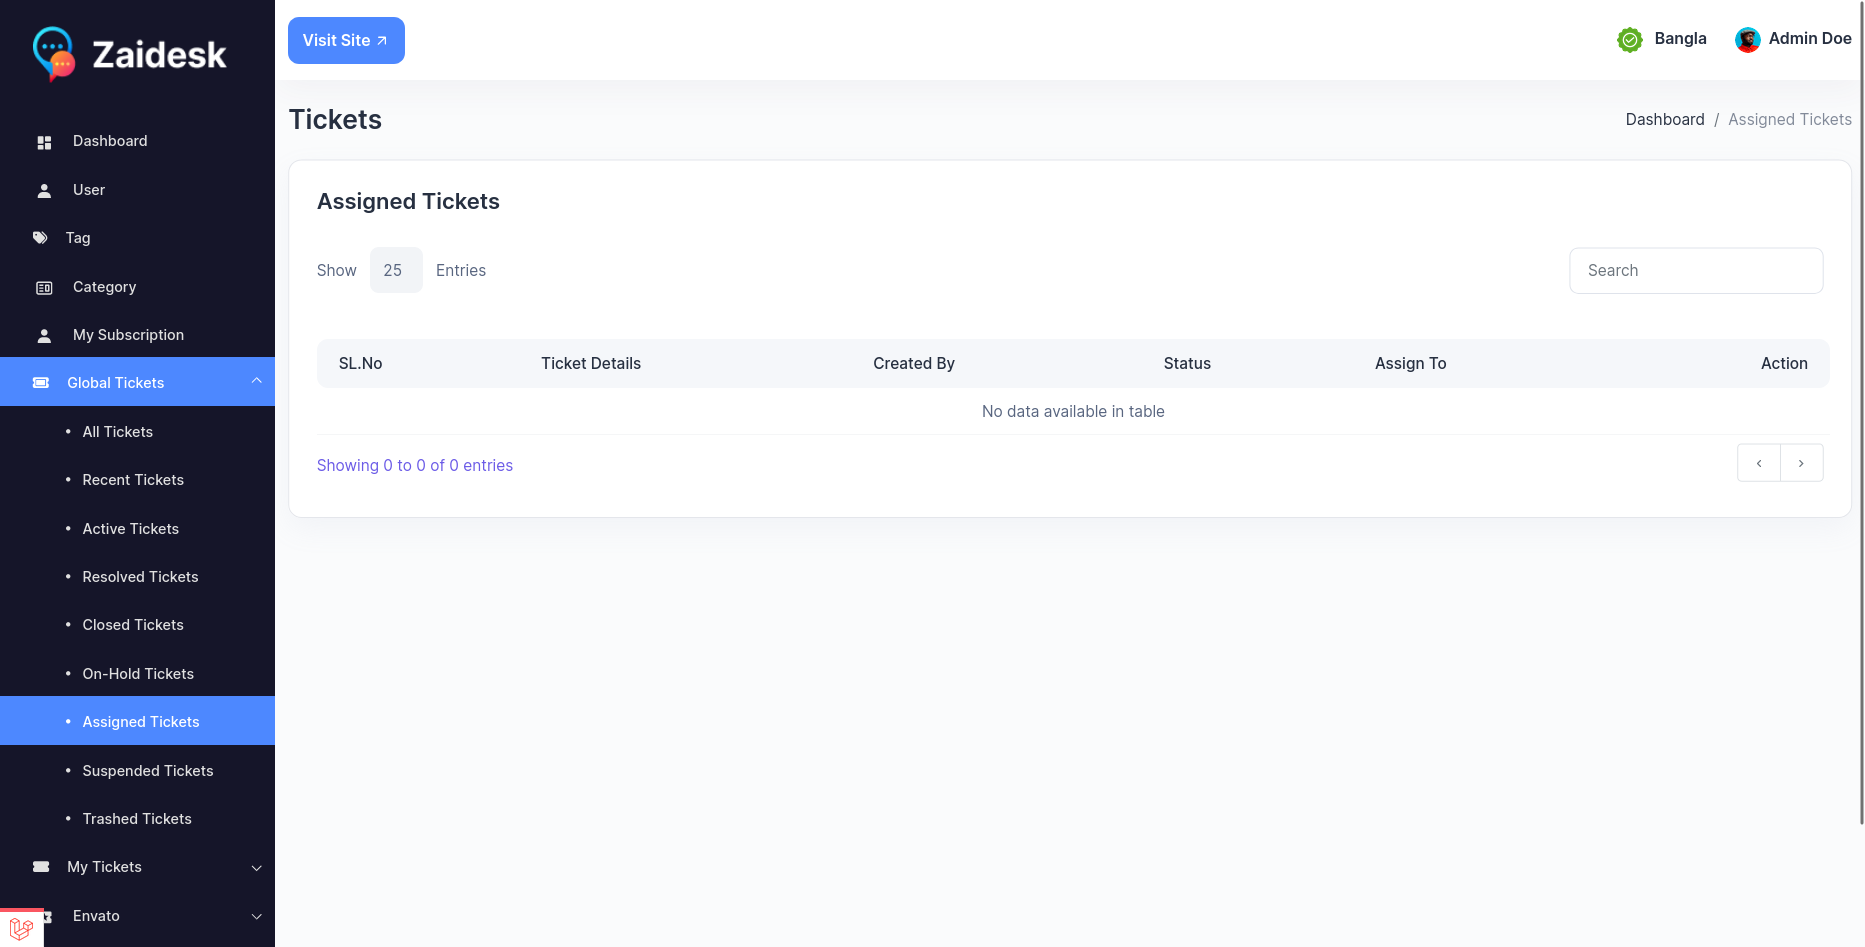 Zaidesk
Dashboard
User
Tag
Category
My Subscription
Global Tickets
• All Tickets
• Recent Tickets
• Active Tickets
• Resolved Tickets
• Closed Tickets
• On-Hold Tickets
• Assigned Tickets
• Suspended Tickets
• Trashed Tickets
My Tickets
Envato
Visit Site
Bangla
Admin Doe
Tickets
Dashboard / Assigned Tickets
Assigned Tickets
Show 25 Entries
Search
SL.No Ticket Details Created By Status Assign To Action
No data available in table
Showing 0 to 0 of 0 entries
‹ ›